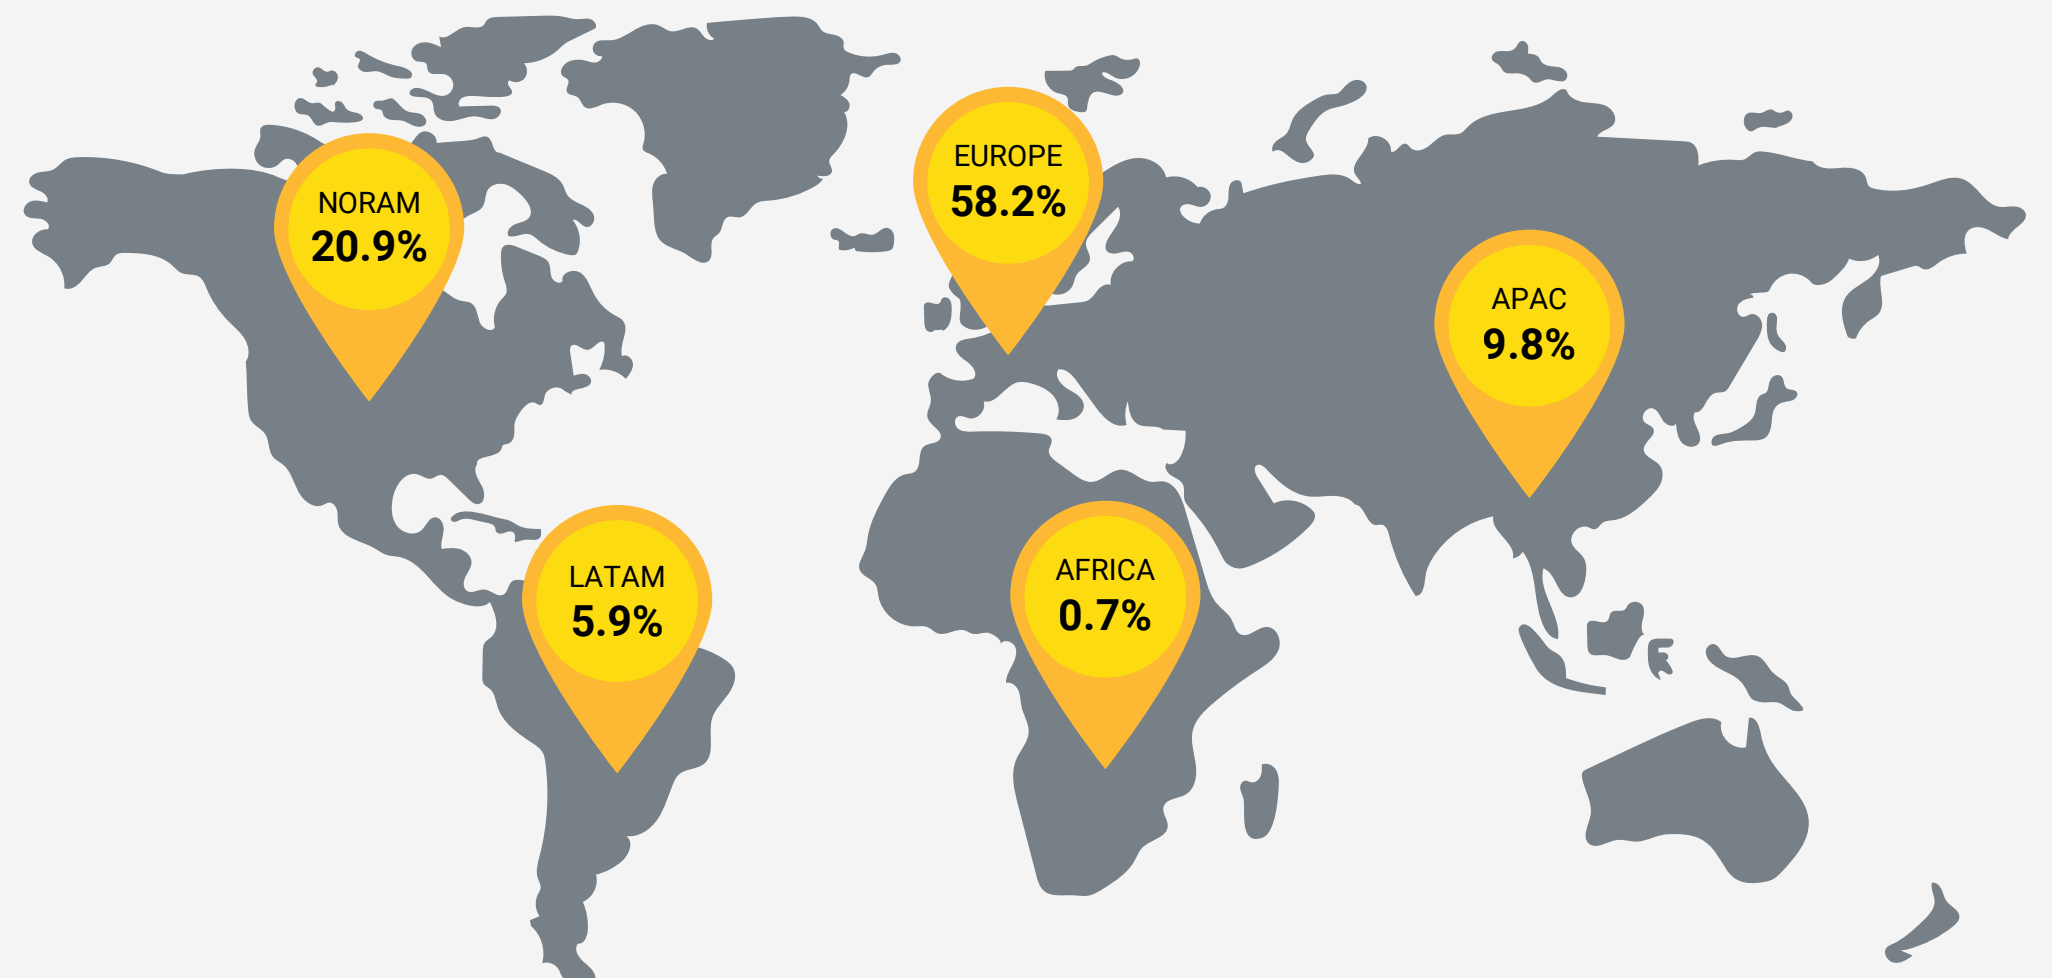 NORAM
20.9%
EUROPE
58.2%
APAC
9.8%
LATAM
5.9%
AFRICA
0.7%